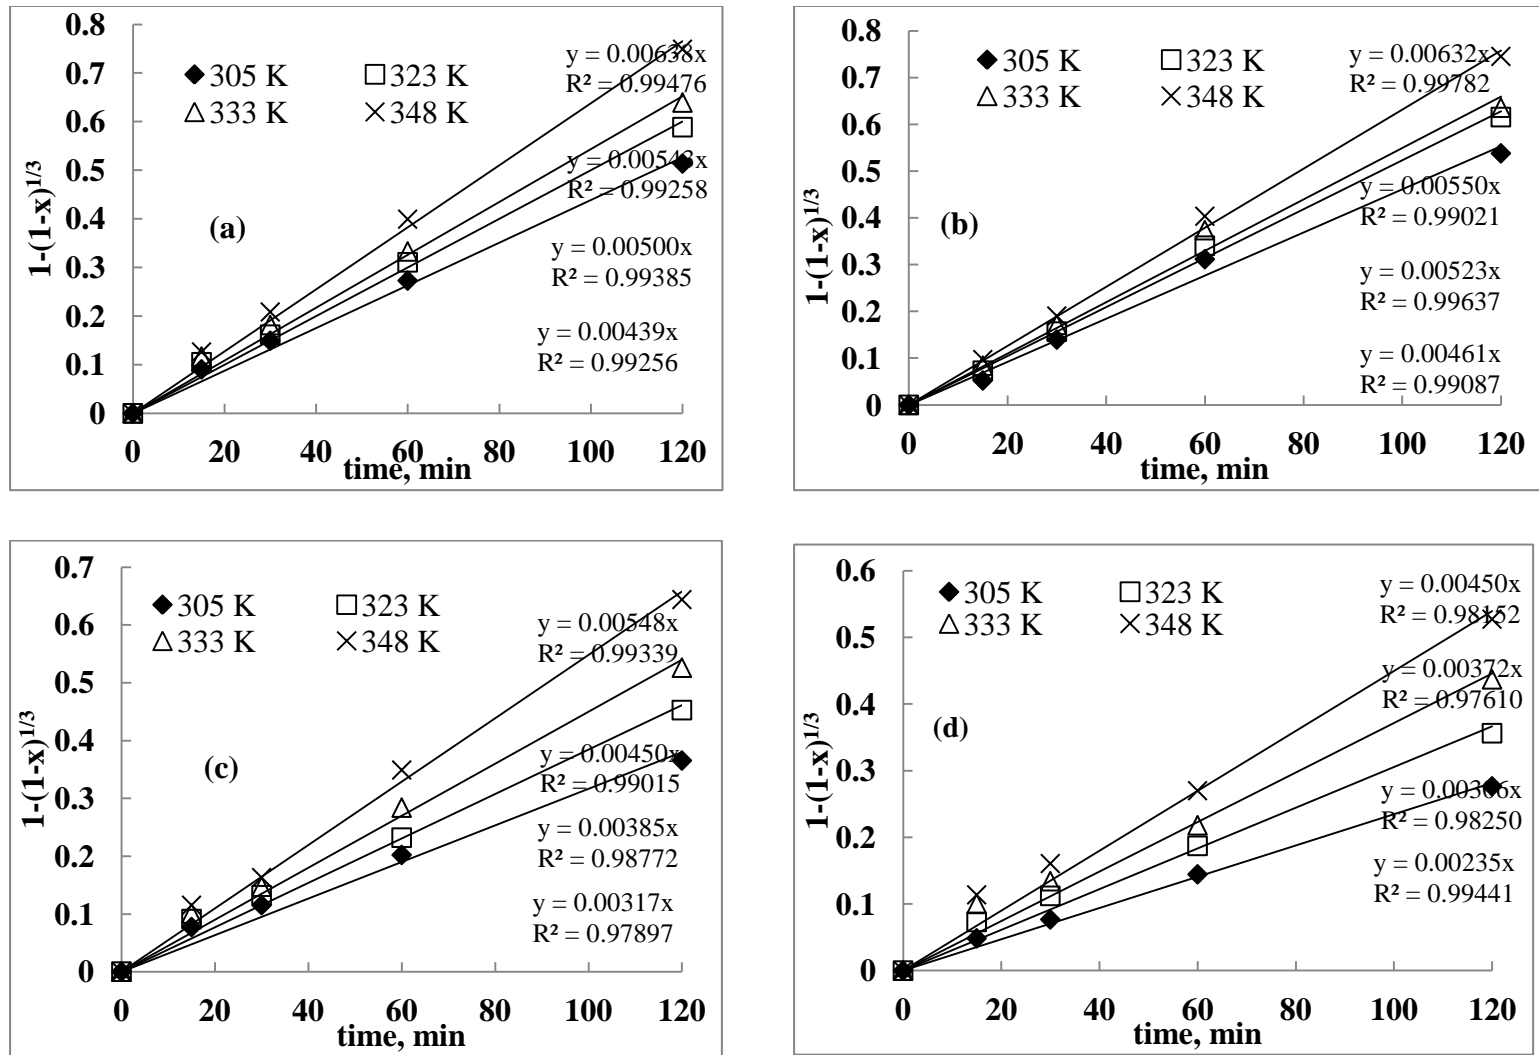 0.8
0.7
0.6
0.5
0.4
0.3
0.2
0.1
0
1-(1-x)^1/3
305 K 323 K
333 K 348 K
(a)
y = 0.00638x
R² = 0.99476
y = 0.00543x
R² = 0.99258
y = 0.00500x
R² = 0.99385
y = 0.00439x
R² = 0.99256
0 20 40 60 80 100 120
time, min
0.8
0.7
0.6
0.5
0.4
0.3
0.2
0.1
0
1-(1-x)^1/3
305 K 323 K
333 K 348 K
(b)
y = 0.00632x
R² = 0.99782
y = 0.00550x
R² = 0.99021
y = 0.00523x
R² = 0.99637
y = 0.00461x
R² = 0.99087
0 20 40 60 80 100 120
time, min
0.7
0.6
0.5
0.4
0.3
0.2
0.1
0
1-(1-x)^1/3
305 K 323 K
333 K 348 K
(c)
y = 0.00548x
R² = 0.99339
y = 0.00450x
R² = 0.99015
y = 0.00385x
R² = 0.98772
y = 0.00317x
R² = 0.97897
0 20 40 60 80 100 120
time, min
0.6
0.5
0.4
0.3
0.2
0.1
0
1-(1-x)^1/3
305 K 323 K
333 K 348 K
(d)
y = 0.00450x
R² = 0.98152
y = 0.00372x
R² = 0.97610
y = 0.00306x
R² = 0.98250
y = 0.00235x
R² = 0.99441
0 20 40 60 80 100 120
time, min